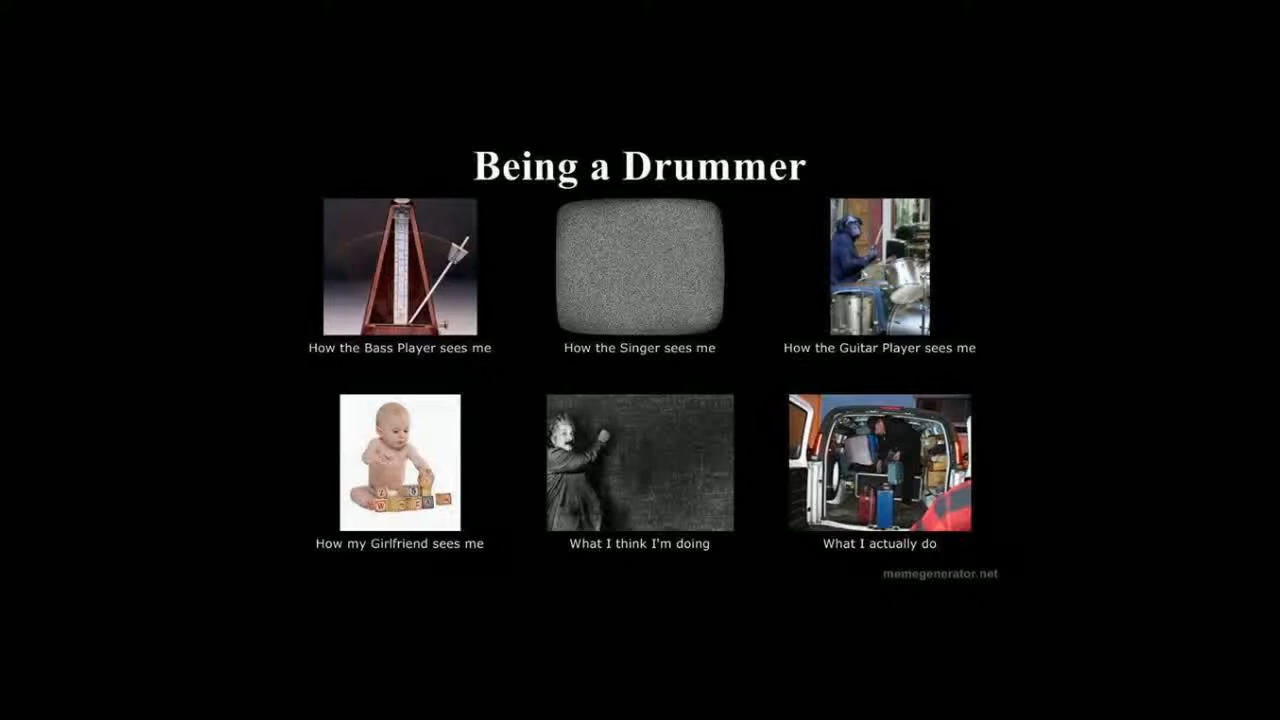 Being a Drummer
How the Bass Player sees me
How the Singer sees me
How the Guitar Player sees me
How my Girlfriend sees me
What I think I'm doing
What I actually do
memegenerator.net